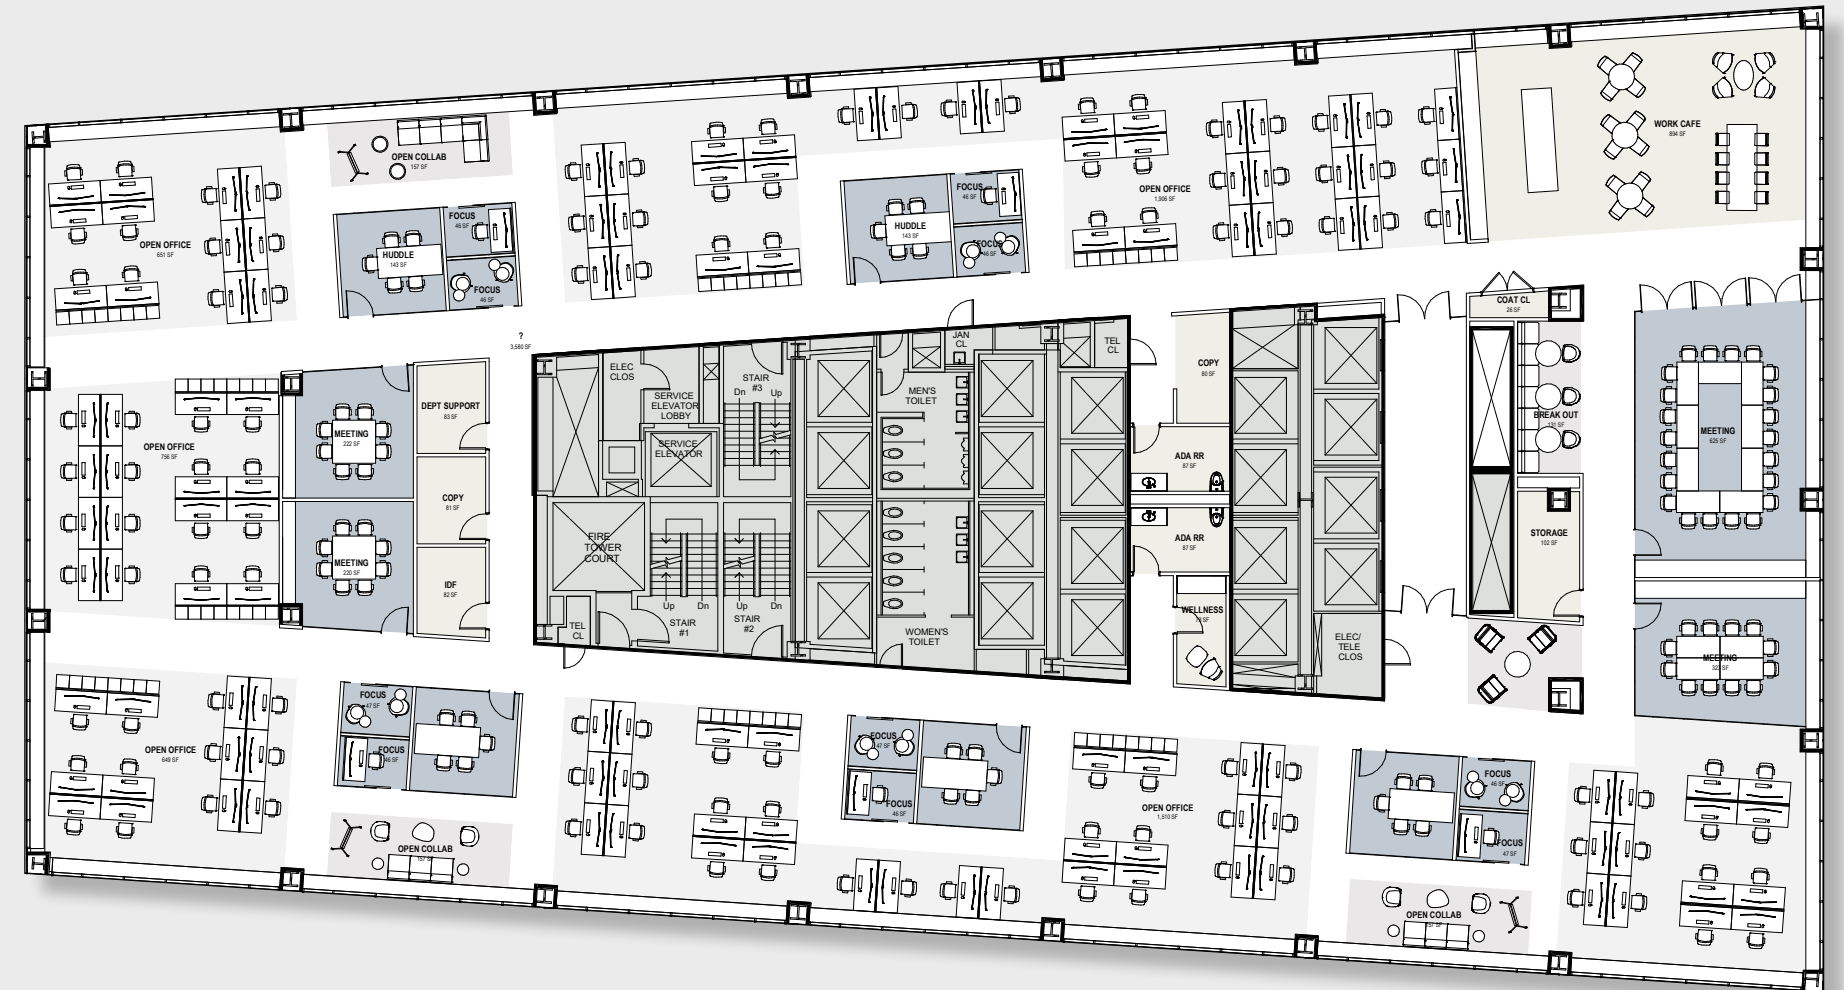 WORK CAFE
894 SF
OPEN COLLAB
157 SF
OPEN OFFICE
651 SF
HUDDLE
143 SF
FOCUS
46 SF
FOCUS
46 SF
HUDDLE
143 SF
FOCUS
46 SF
FOCUS
46 SF
OPEN OFFICE
1,906 SF
?
3,580 SF
COAT CL
26 SF
ELEC
CLOS
SERVICE
ELEVATOR
LOBBY
SERVICE
ELEVATOR
STAIR
#3
Dn
Up
MEN'S
TOILET
JAN
CL
TEL
CL
COPY
80 SF
BREAK OUT
131 SF
MEETING
625 SF
OPEN OFFICE
756 SF
MEETING
222 SF
DEPT SUPPORT
83 SF
COPY
81 SF
ADA RR
87 SF
ADA RR
87 SF
STORAGE
102 SF
MEETING
220 SF
IDF
82 SF
FIRE
TOWER
COURT
TEL
CL
Up
Dn
STAIR
#1
Up
Dn
STAIR
#2
WOMEN'S
TOILET
WELLNESS
ELEC/
TELE
CLOS
MEETING
OPEN OFFICE
649 SF
FOCUS
47 SF
FOCUS
46 SF
FOCUS
47 SF
FOCUS
46 SF
OPEN OFFICE
1,510 SF
FOCUS
46 SF
FOCUS
47 SF
OPEN COLLAB
157 SF
OPEN COLLAB
157 SF